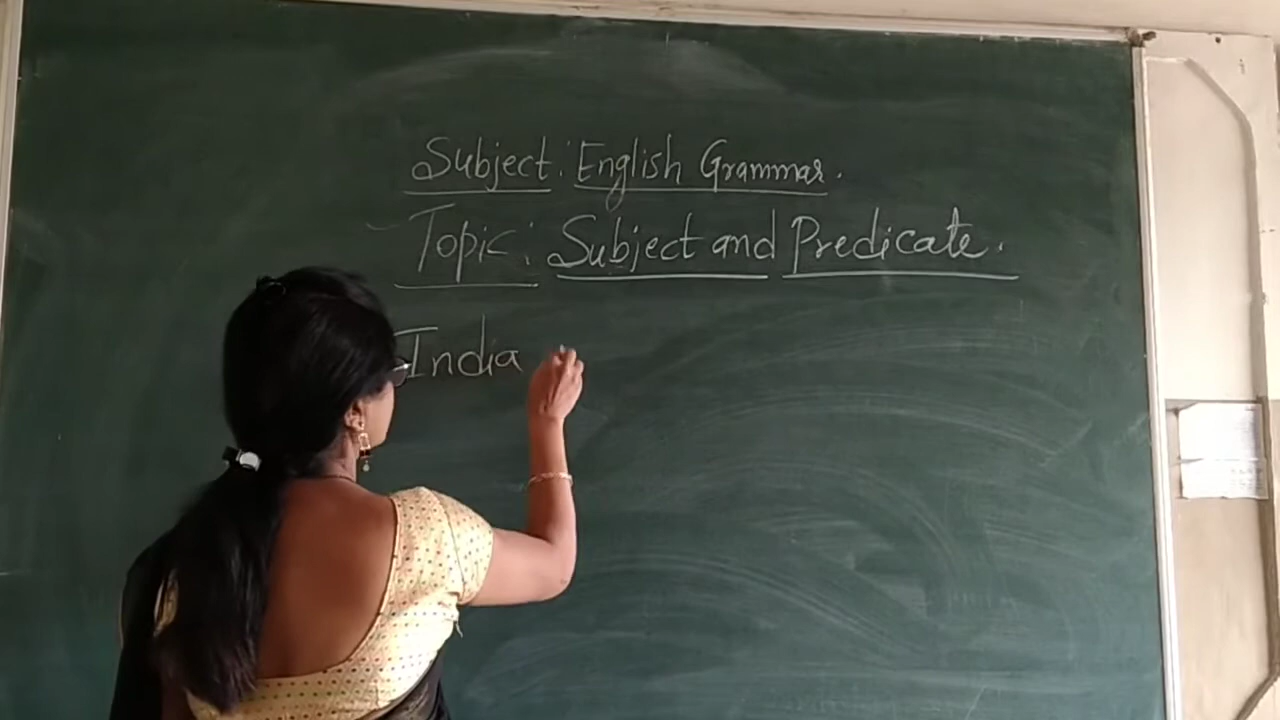 Subject: English Grammar.
Topic: Subject and Predicate.
India